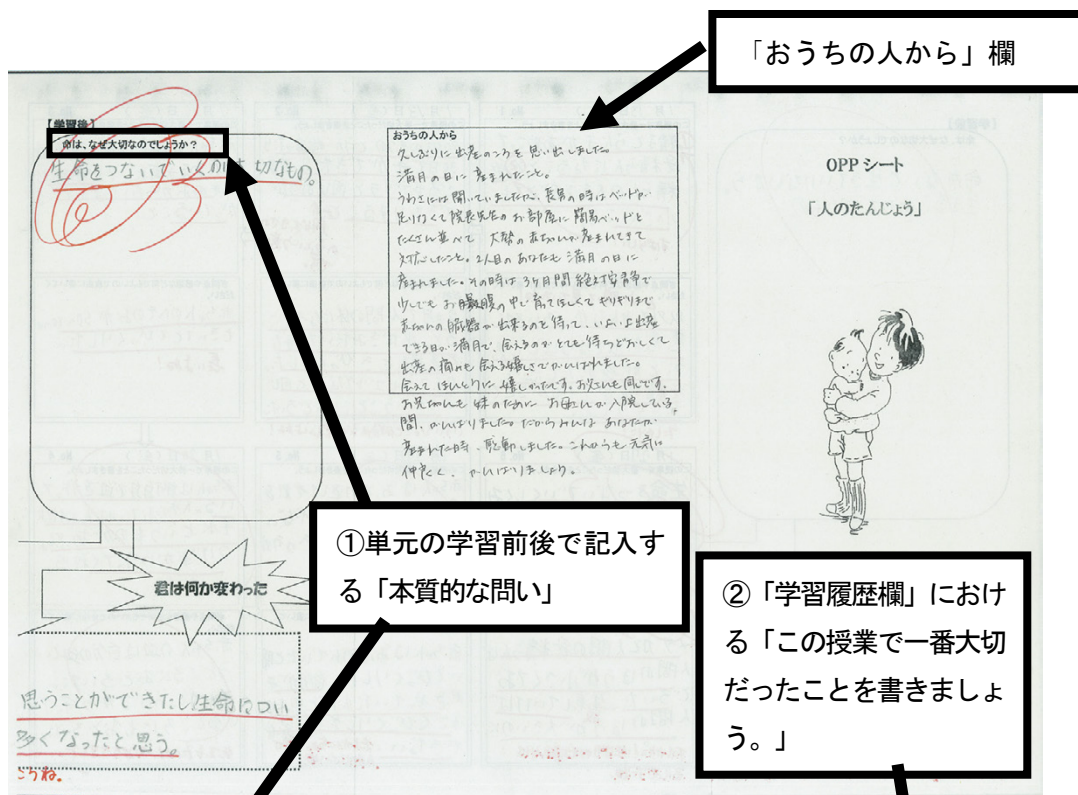 「おうちの人から」欄
【学習後】
命は、なぜ大切なのでしょうか?
生命をつないでいくのは大切なもの。
おうちの人から
久しぶりに出産のころを思い出しました。
満月の日に産まれたこと。
うわさには聞いていましたが、長男の時はベッドが
足りなくて院長先生のお部屋に簡易ベッドを
たくさん並べて大勢の赤ちゃんが産まれてきて
対応したこと。2人目のあなたも満月の日に
産まれました。その時は3ヶ月間絶対安静で
少しでもお腹の中で育ってほしくてギリギリまで
赤ちゃんの臓器が出来るのを待って、いよいよ出産
できる日が満月で、会えるのがとても待ちどおしくて
出産の痛みも会える嬉しさでがんばれました。
会えてほんとうに嬉しかったです。お父さんも同じです。
お兄ちゃんも妹のためにお母さんが入院している
間、がんばりました。だからみんなあなたが
産まれた時、感動しました。これからも元気に
仲良く、がんばりましょう。
OPPシート
「人のたんじょう」
①単元の学習前後で記入す
る「本質的な問い」
君は何か変わった
②「学習履歴欄」におけ
る「この授業で一番大切
だったことを書きましょ
う。」
思うことができたし生命につい
多くなったと思う。
こうね。